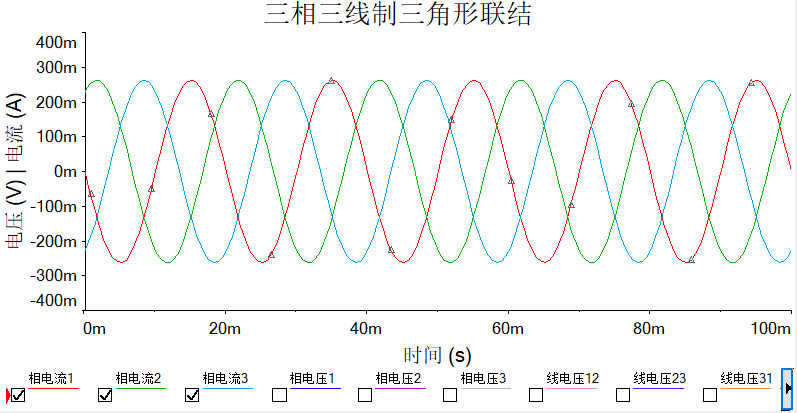 三相三线制三角形联结
400m
300m
200m
100m
0m
-100m
-200m
-300m
-400m
电压 (V) | 电流 (A)
0m 20m 40m 60m 80m 100m
时间 (s)
相电流1 相电流2 相电流3 相电压1 相电压2 相电压3 线电压12 线电压23 线电压31